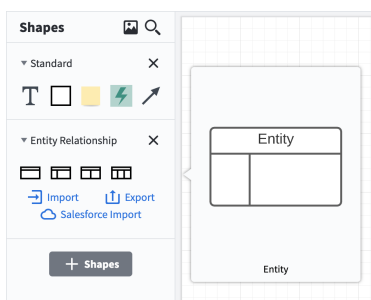 Shapes
Standard
T
Entity Relationship
Import
Export
Salesforce Import
+ Shapes
Entity
Entity